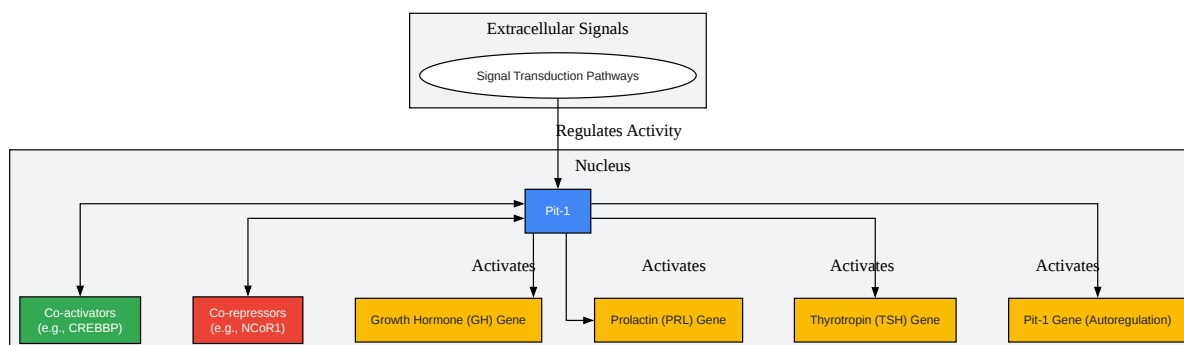 Extracellular Signals
Signal Transduction Pathways
Regulates Activity
Nucleus
Pit-1
Activates
Activates
Activates
Activates
Co-activators
(e.g., CREBBP)
Co-repressors
(e.g., NCoR1)
Growth Hormone (GH) Gene
Prolactin (PRL) Gene
Thyrotropin (TSH) Gene
Pit-1 Gene (Autoregulation)